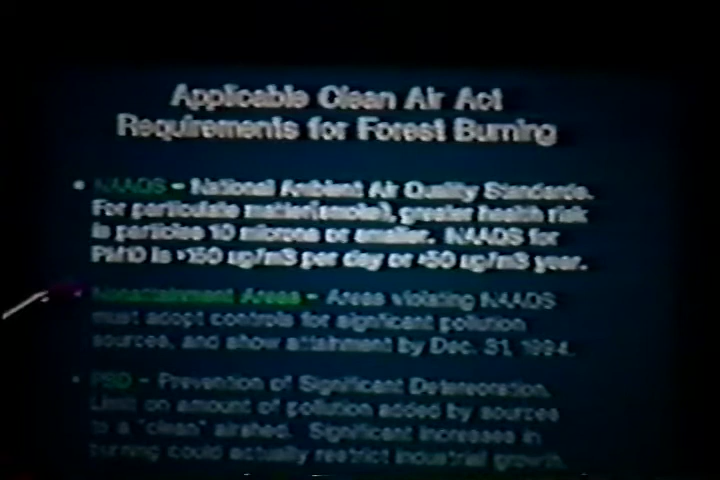 Applicable Clean Air Act
Requirements for Forest Burning
• NAAQS - National Ambient Air Quality Standards.
For particulate matter(smoke), greater health risk
is particles 10 microns or smaller. NAAQS for
PM10 is >150 ug/m3 per day or >50 ug/m3 year.
• Nonattainment Areas - Areas violating NAAQS
must adopt controls for significant pollution
sources, and show attainment by Dec. 31, 1994.
• PSD - Prevention of Significant Deterioration.
Limit on amount of pollution added by sources
to a "clean" airshed. Significant increases in
burning could actually restrict industrial growth.